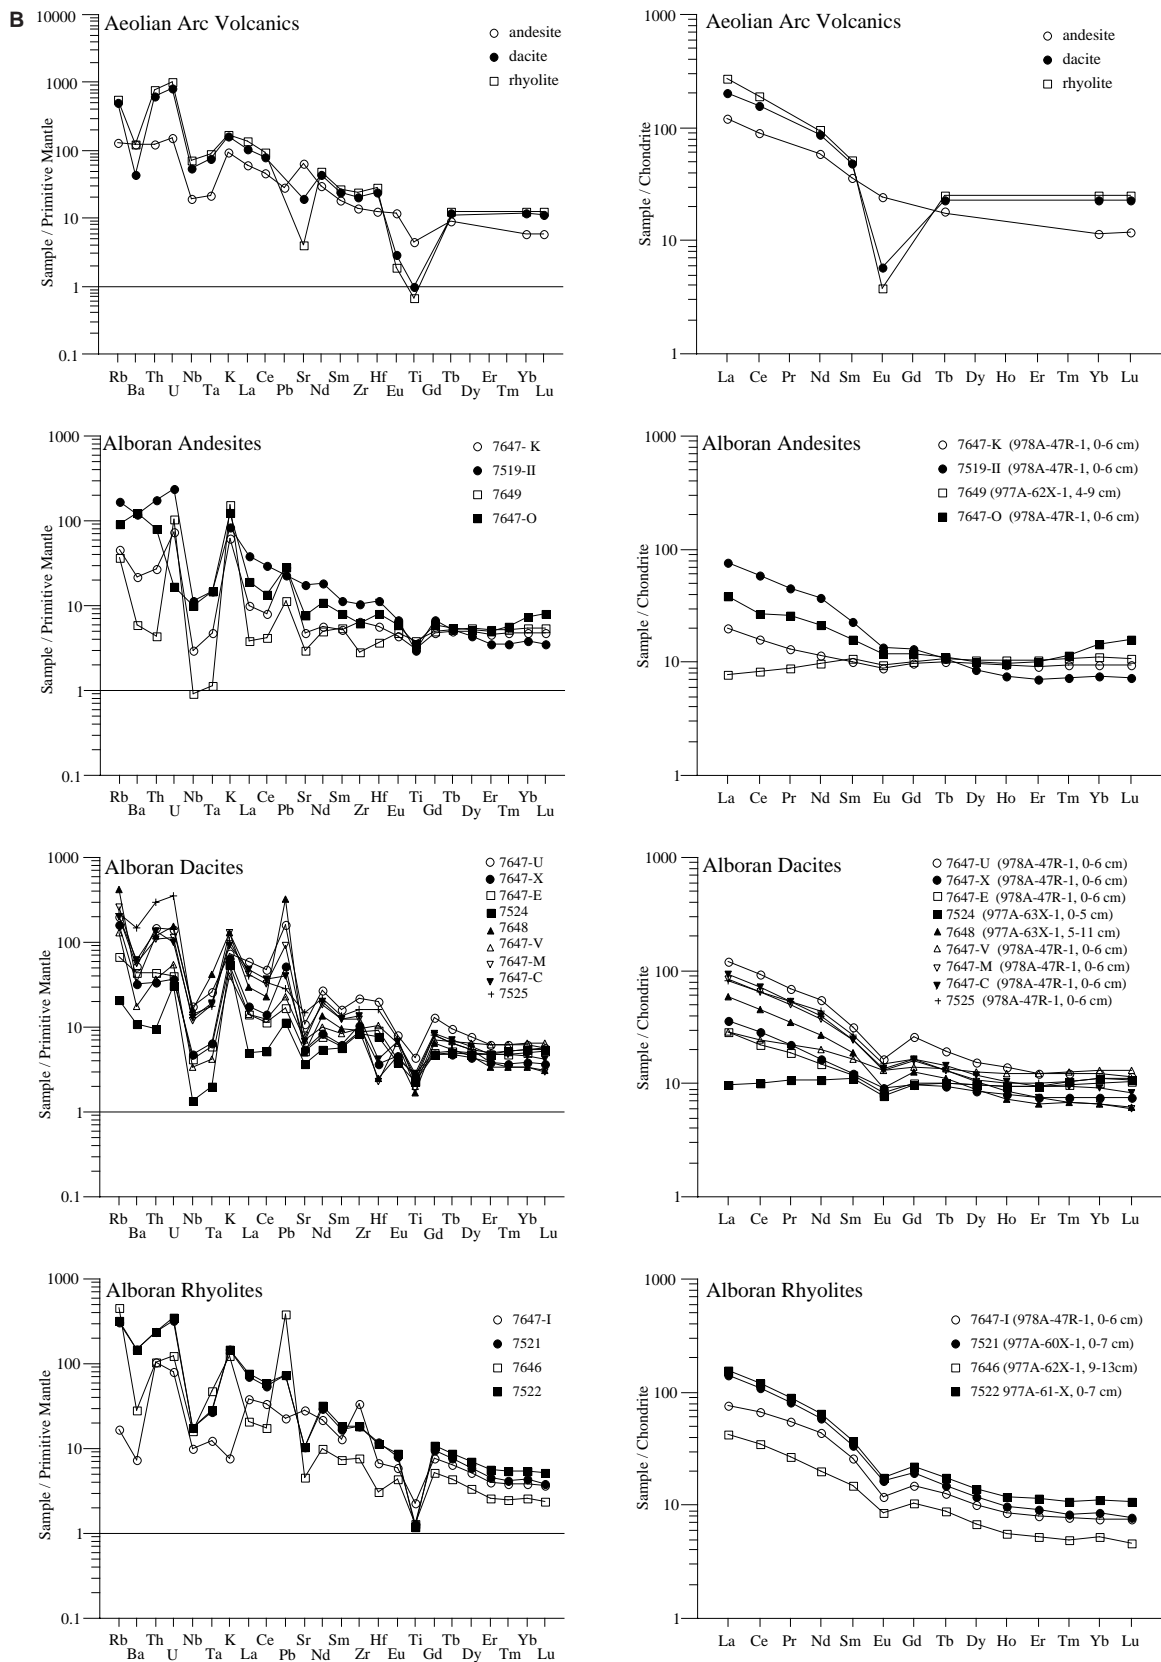 B
Aeolian Arc Volcanics
andesite
dacite
rhyolite
Sample / Primitive Mantle
10000
1000
100
10
1
0.1
Rb Th Nb K Ce Sr Sm Hf Ti Tb Er Yb
Ba U Ta La Pb Nd Zr Eu Gd Dy Tm Lu
andesite
dacite
rhyolite
Sample / Chondrite
1000
100
10
1
La Ce Pr Nd Sm Eu Gd Tb Dy Ho Er Tm Yb Lu
Alboran Andesites
7647- K
7519-II
7649
7647-O
Sample / Primitive Mantle
1000
100
10
1
0.1
Rb Th Nb K Ce Sr Sm Hf Ti Tb Er Yb
Ba U Ta La Pb Nd Zr Eu Gd Dy Tm Lu
Alboran Andesites
7647-K (978A-47R-1, 0-6 cm)
7519-II (978A-47R-1, 0-6 cm)
7649 (977A-62X-1, 4-9 cm)
7647-O (978A-47R-1, 0-6 cm)
Sample / Chondrite
1000
100
10
1
La Ce Pr Nd Sm Eu Gd Tb Dy Ho Er Tm Yb Lu
Alboran Dacites
7647-U
7647-X
7647-E
7524
7648
7647-V
7647-M
7647-C
7525
Sample / Primitive Mantle
1000
100
10
1
0.1
Rb Th Nb K Ce Sr Sm Hf Ti Tb Er Yb
Ba U Ta La Pb Nd Zr Eu Gd Dy Tm Lu
Alboran Dacites
7647-U (978A-47R-1, 0-6 cm)
7647-X (978A-47R-1, 0-6 cm)
7647-E (978A-47R-1, 0-6 cm)
7524 (977A-63X-1, 0-5 cm)
7648 (977A-63X-1, 5-11 cm)
7647-V (978A-47R-1, 0-6 cm)
7647-M (978A-47R-1, 0-6 cm)
7647-C (978A-47R-1, 0-6 cm)
7525 (978A-47R-1, 0-6 cm)
Sample / Chondrite
1000
100
10
1
La Ce Pr Nd Sm Eu Gd Tb Dy Ho Er Tm Yb Lu
Alboran Rhyolites
7647-I
7521
7646
7522
Sample / Primitive Mantle
1000
100
10
1
0.1
Rb Th Nb K Ce Sr Sm Hf Ti Tb Er Yb
Ba U Ta La Pb Nd Zr Eu Gd Dy Tm Lu
Alboran Rhyolites
7647-I (978A-47R-1, 0-6 cm)
7521 (977A-60X-1, 0-7 cm)
7646 (977A-62X-1, 9-13cm)
7522 977A-61-X, 0-7 cm)
Sample / Chondrite
1000
100
10
1
La Ce Pr Nd Sm Eu Gd Tb Dy Ho Er Tm Yb Lu